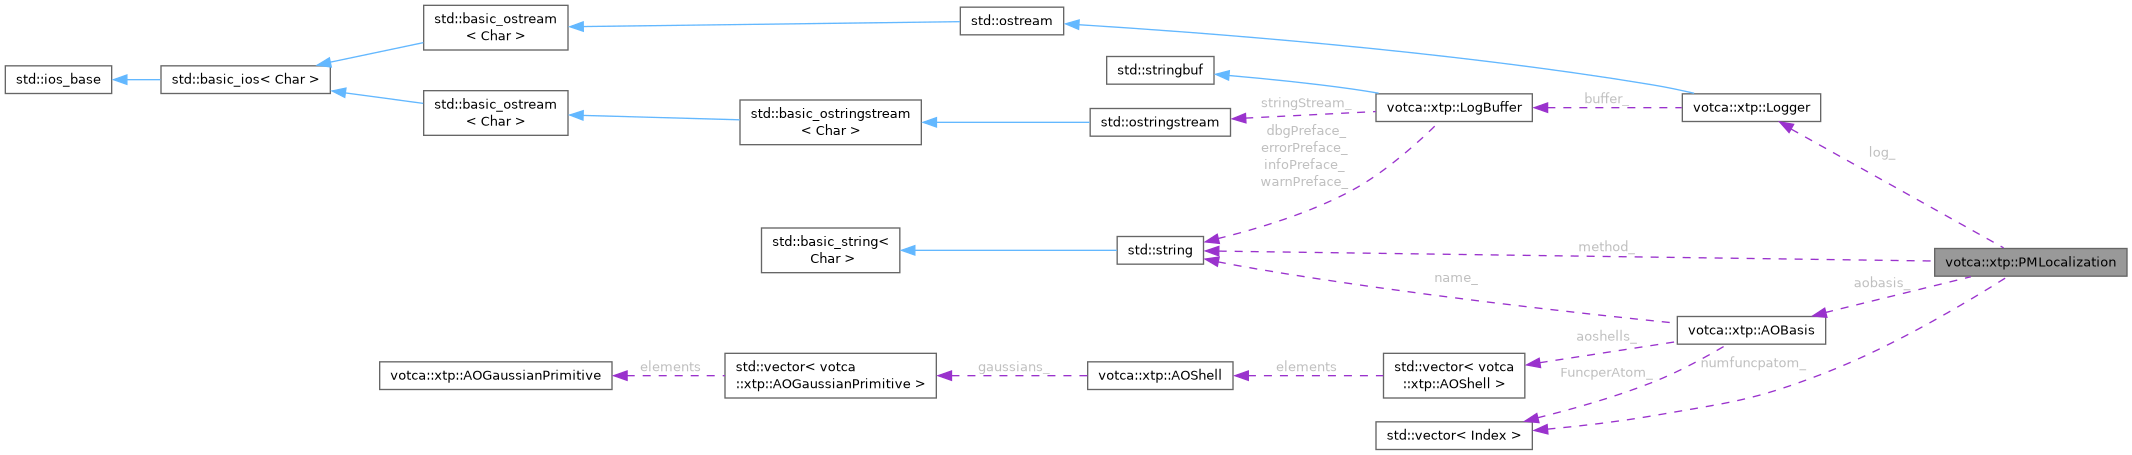 std::basic_ostream
< Char >
std::ostream
std::ios_base
std::basic_ios< Char >
std::stringbuf
std::basic_ostream
< Char >
std::basic_ostringstream
< Char >
std::ostringstream
stringStream_
votca::xtp::LogBuffer
buffer_
votca::xtp::Logger
dbgPreface_
errorPreface_
infoPreface_
warnPreface_
log_
std::basic_string<
Char >
std::string
method_
votca::xtp::PMLocalization
name_
aobasis_
votca::xtp::AOBasis
aoshells_
numfuncpatom_
FuncperAtom_
votca::xtp::AOGaussianPrimitive
elements
std::vector< votca
::xtp::AOGaussianPrimitive >
gaussians_
votca::xtp::AOShell
elements
std::vector< votca
::xtp::AOShell >
std::vector< Index >